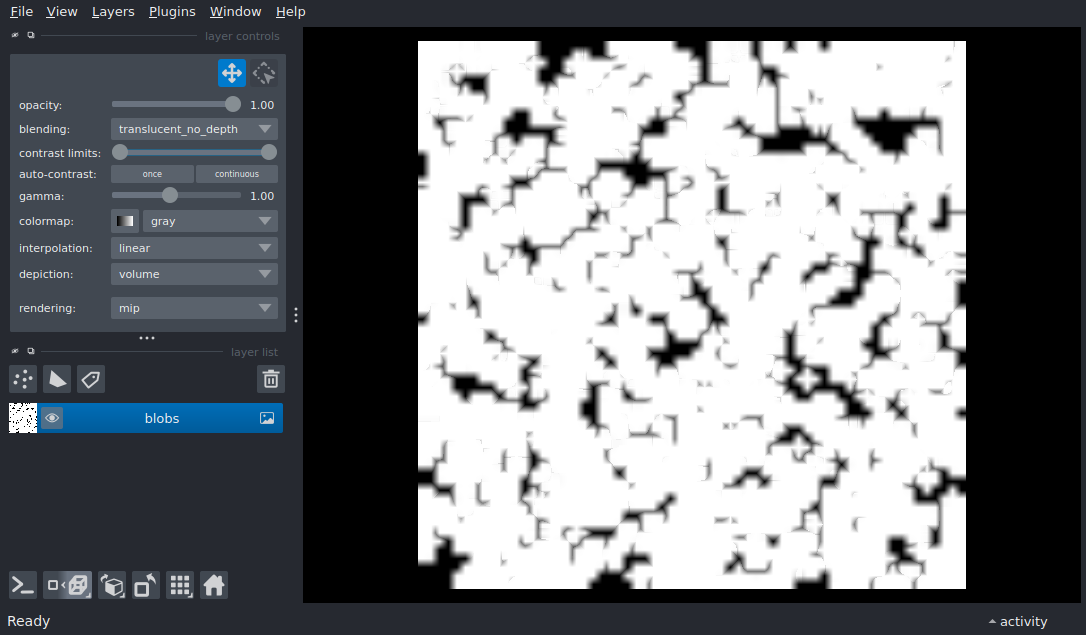 File View Layers Plugins Window Help
layer controls
opacity: 1.00
blending: translucent_no_depth
contrast limits:
auto-contrast: once continuous
gamma: 1.00
colormap: gray
interpolation: linear
depiction: volume
rendering: mip
layer list
blobs
Ready activity